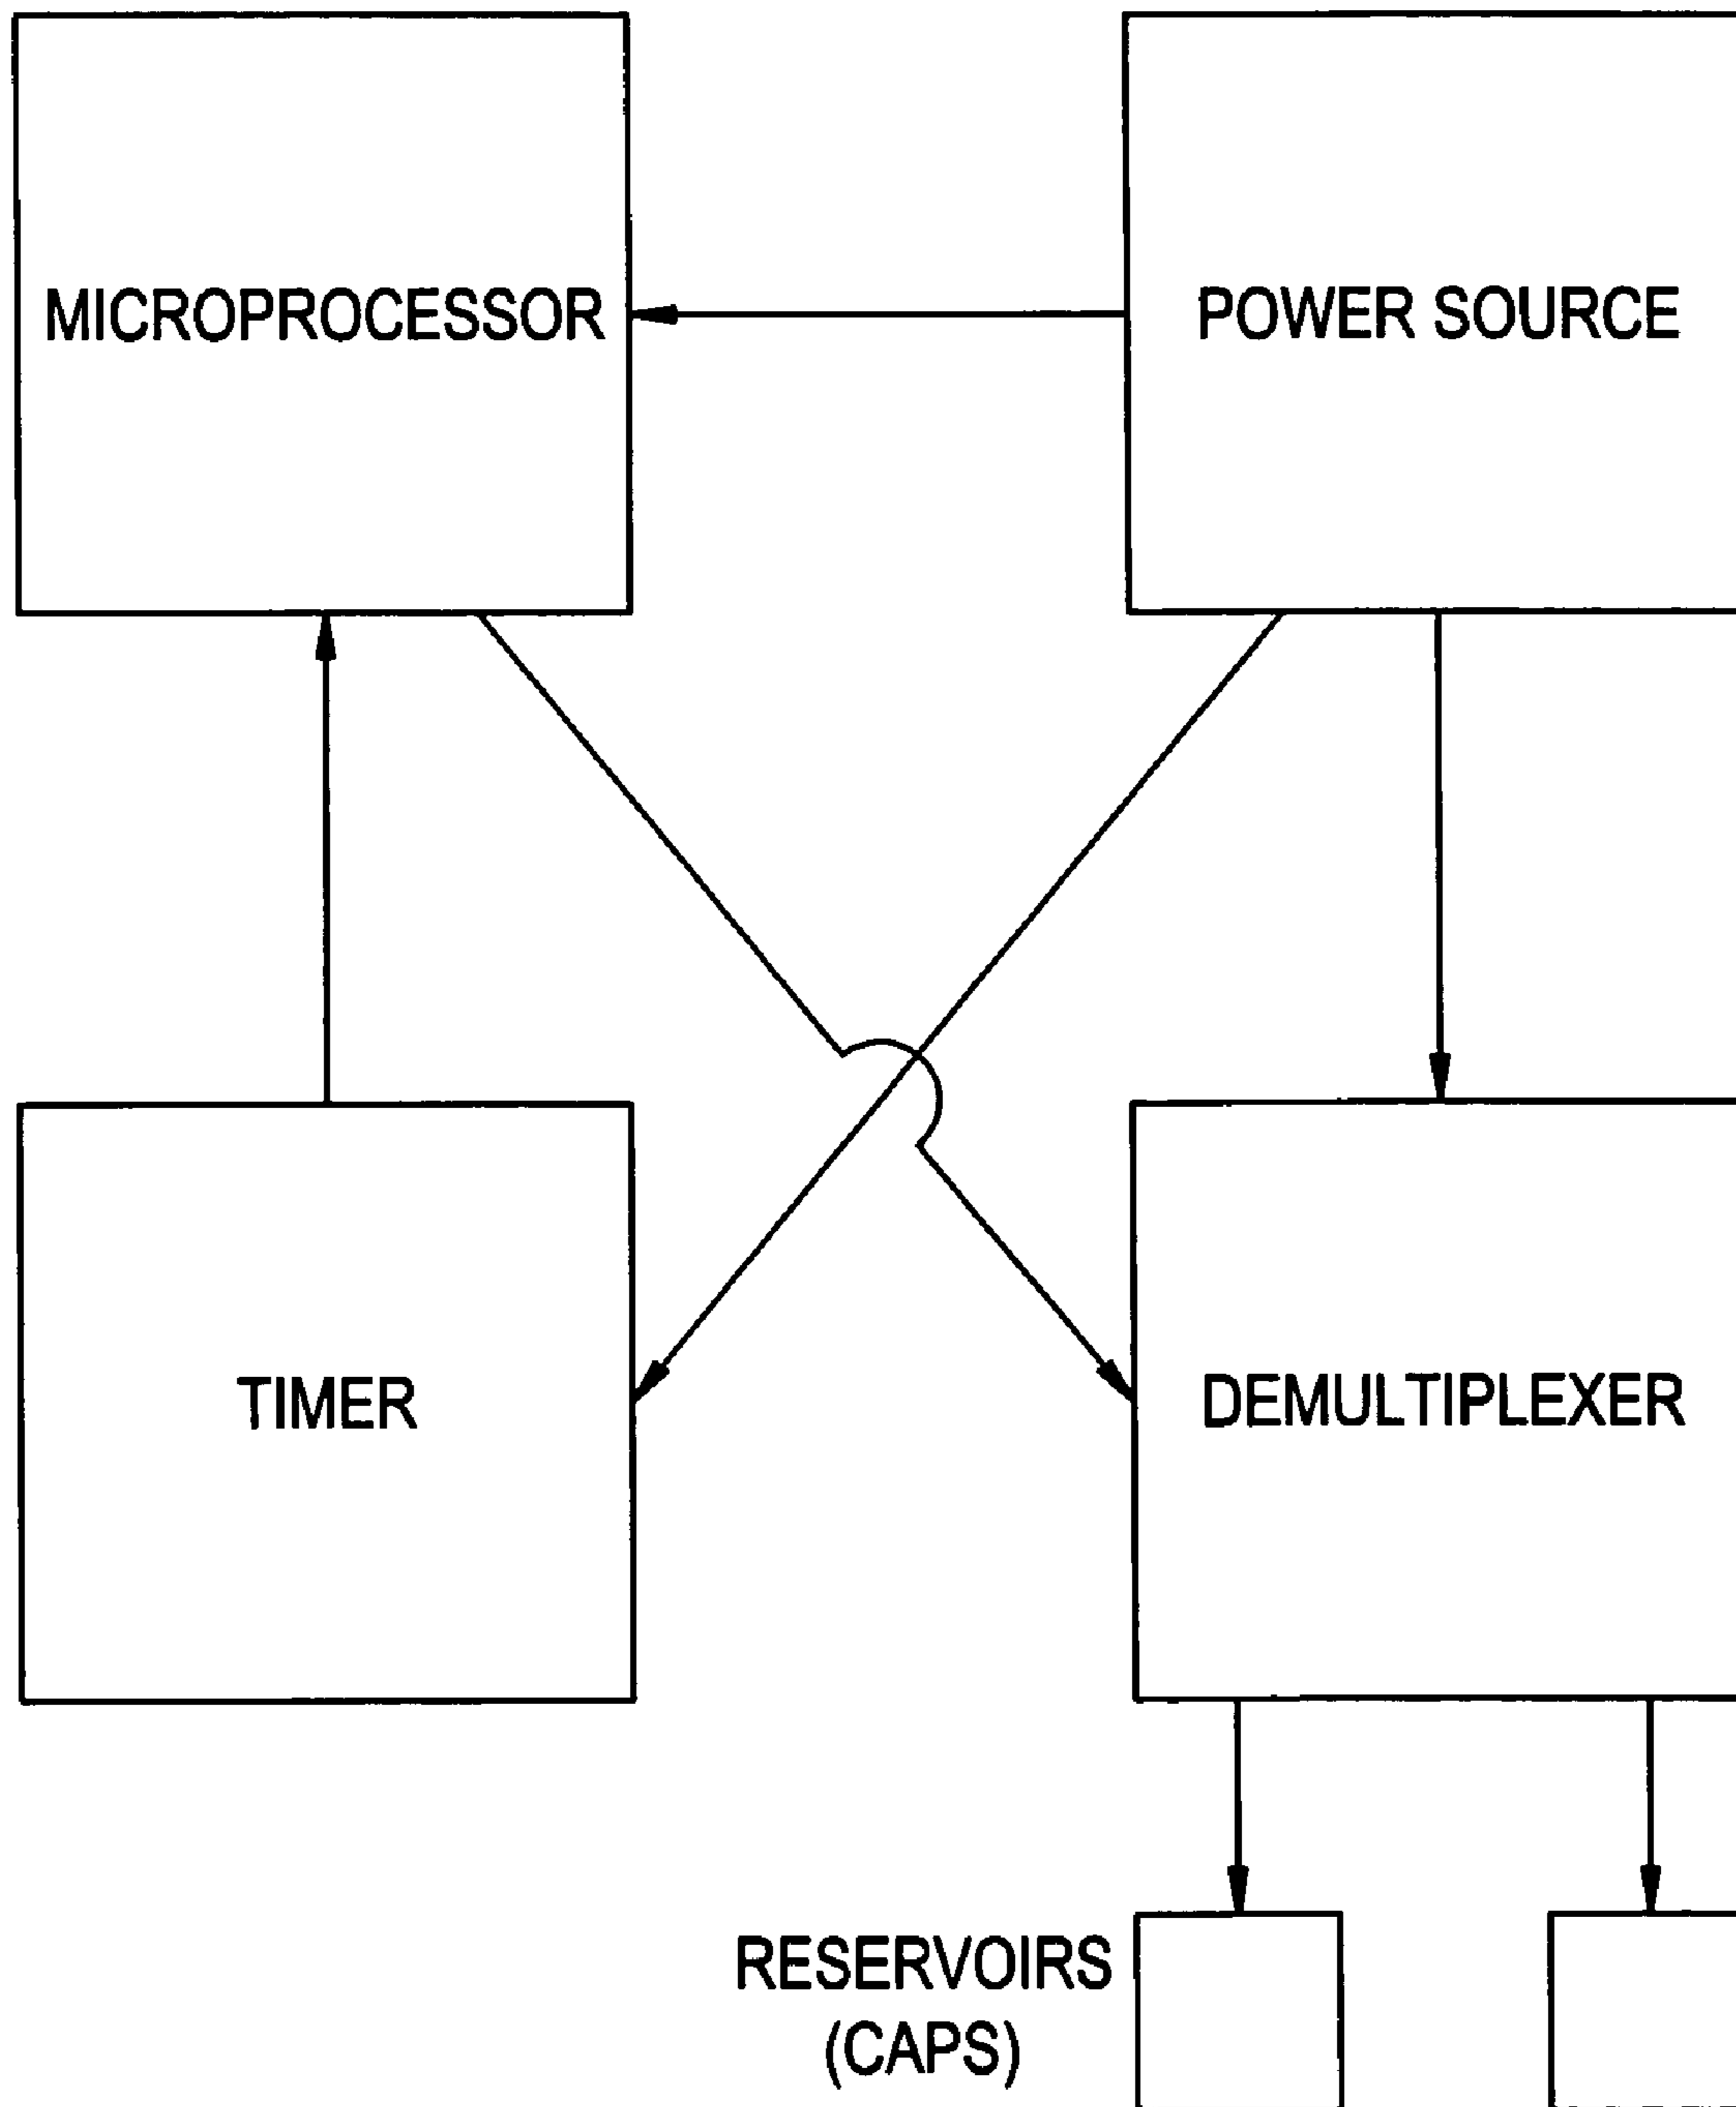 MICROPROCESSOR
POWER SOURCE
TIMER
DEMULTIPLEXER
RESERVOIRS
(CAPS)